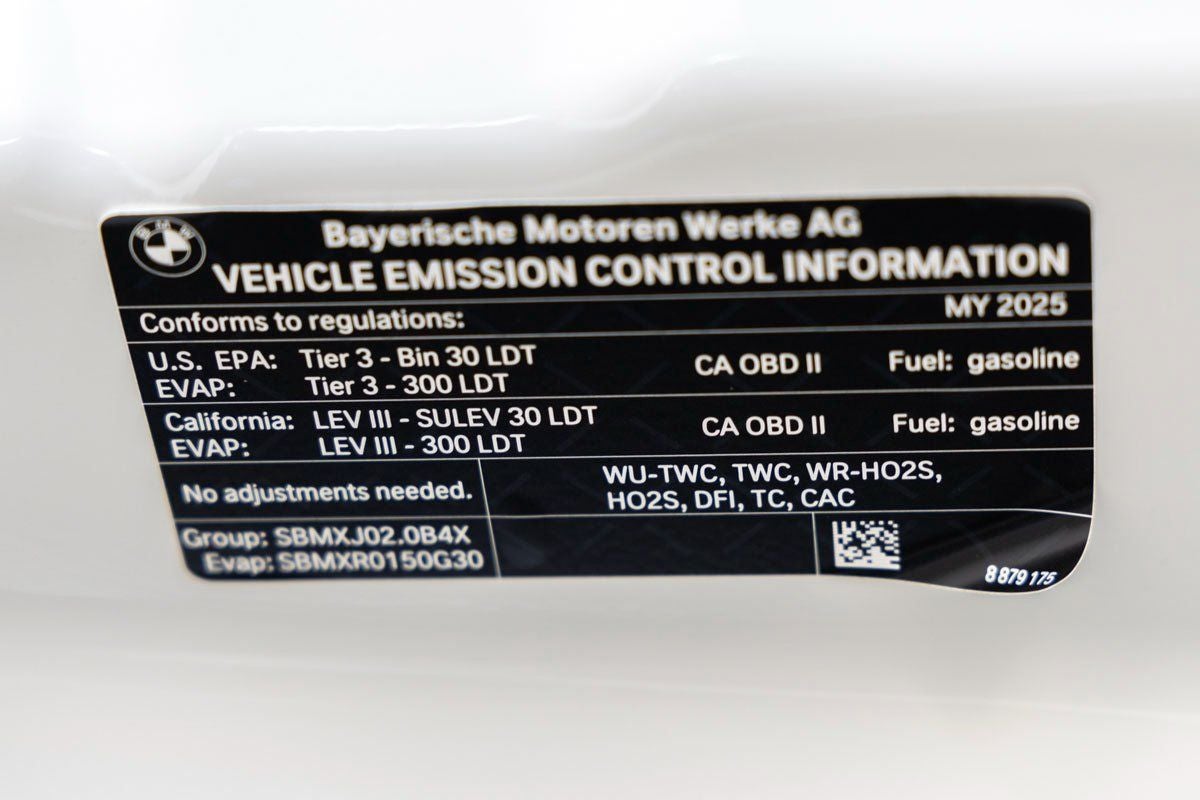 BMW
Bayerische Motoren Werke AG
VEHICLE EMISSION CONTROL INFORMATION
MY 2025
Conforms to regulations:
U.S. EPA: Tier 3 - Bin 30 LDT CA OBD II Fuel: gasoline
EVAP: Tier 3 - 300 LDT
California: LEV III - SULEV 30 LDT CA OBD II Fuel: gasoline
EVAP: LEV III - 300 LDT
No adjustments needed.
WU-TWC, TWC, WR-HO2S,
HO2S, DFI, TC, CAC
Group: SBMXJ02.0B4X
Evap: SBMXR0150G30
8 879 175